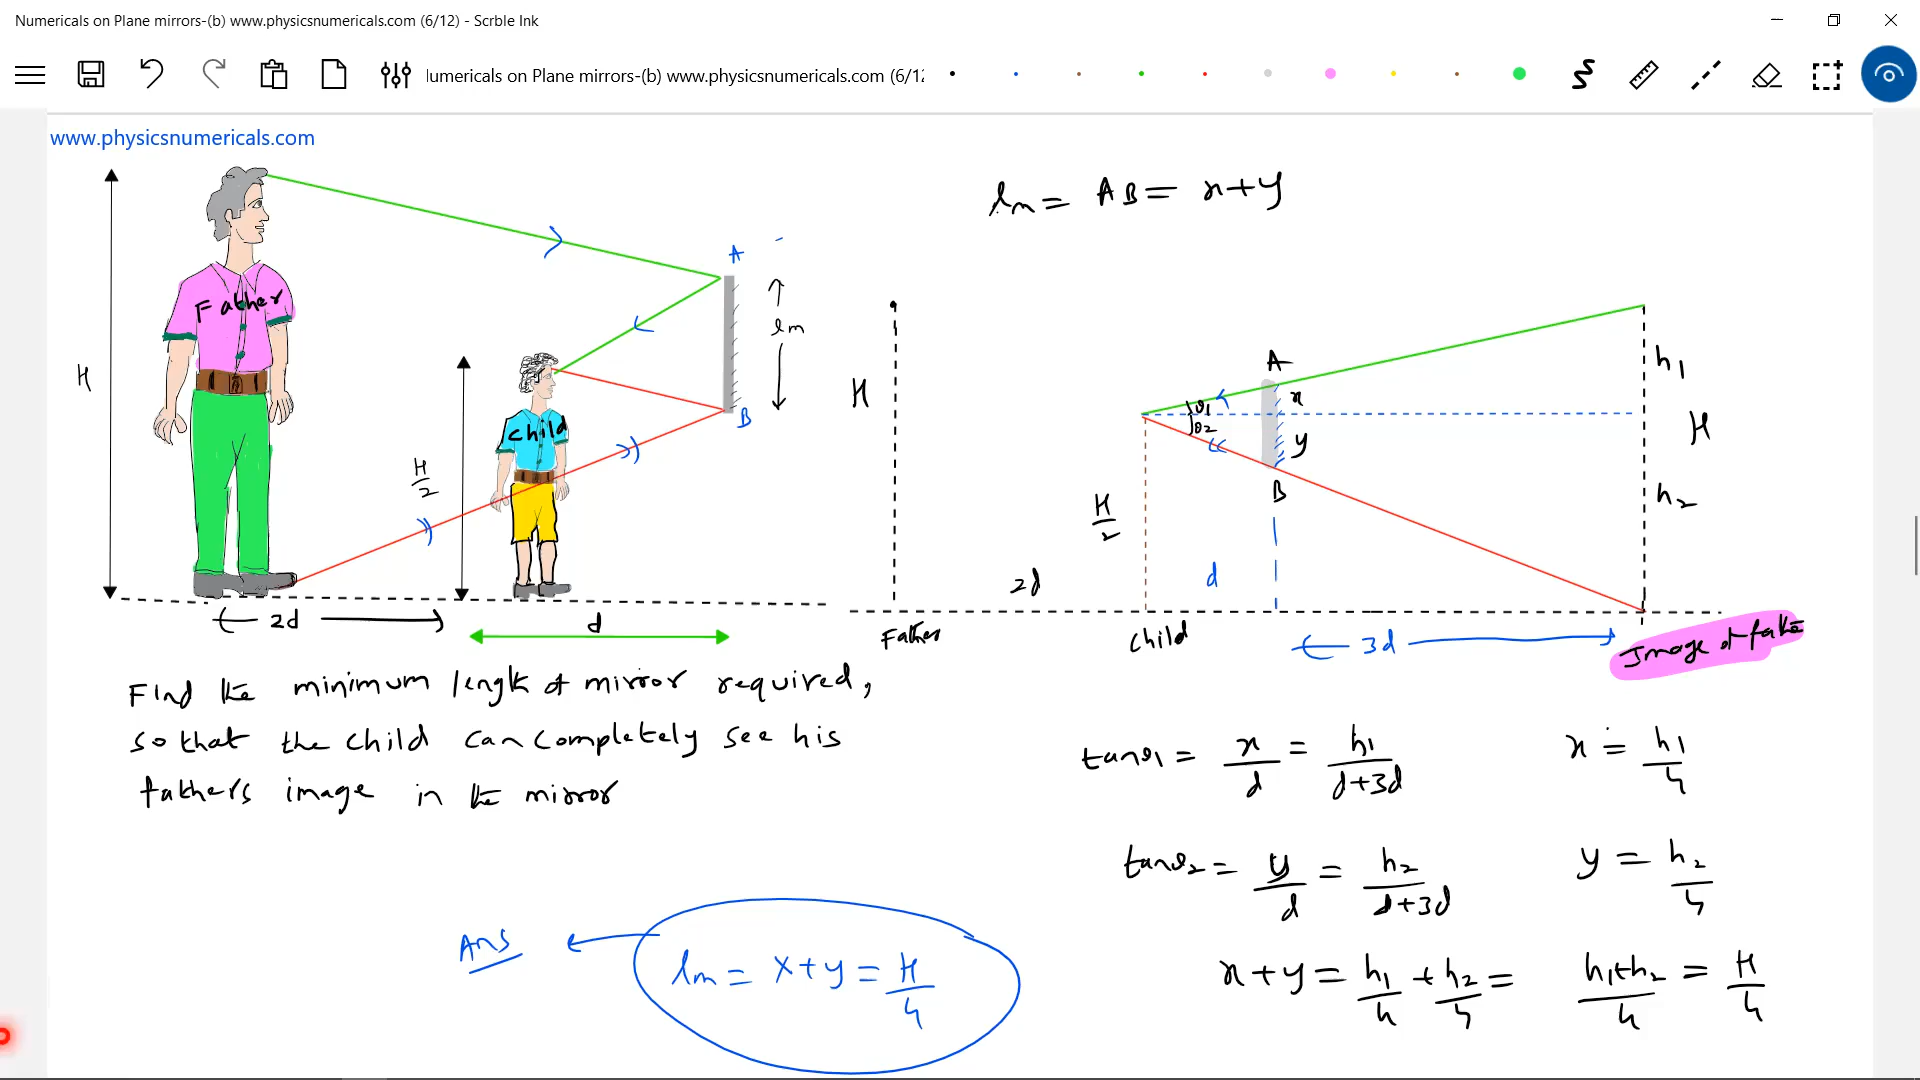 Numericals on Plane mirrors-(b) www.physicsnumericals.com (6/12) - Scrble Ink
umericals on Plane mirrors-(b) www.physicsnumericals.com (6/12
www.physicsnumericals.com
lm = AB = x+y
Father
H
A
lm
B
child
H/2
2d
d
H
A
x
θ1
θ2
y
B
h1
H
h2
H/2
2d
d
Father
child
3d
Image of
Find the minimum length of mirror required,
so that the child can completely see his
fathers image in the mirror
tanθ1 = x/d = h1/(d+3d)
x = h1/4
tanθ2 = y/d = h2/(d+3d)
y = h2/4
x+y = h1/4 + h2/4 = (h1+h2)/4 = H/4
Ans
lm = x+y = H/4